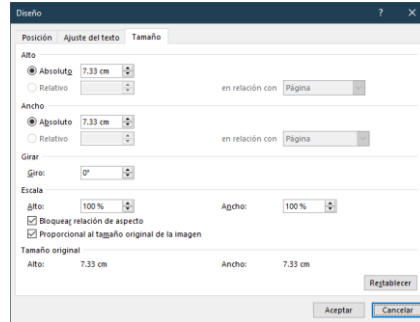 Diseño ? ×
Posición Ajuste del texto Tamaño
Alto
Absoluto 7.33 cm
Relativo en relación con Página
Ancho
Absoluto 7.33 cm
Relativo en relación con Página
Girar
Giro: 0°
Escala
Alto: 100 % Ancho: 100 %
Bloquear relación de aspecto
Proporcional al tamaño original de la imagen
Tamaño original
Alto: 7.33 cm Ancho: 7.33 cm
Restablecer
Aceptar Cancelar